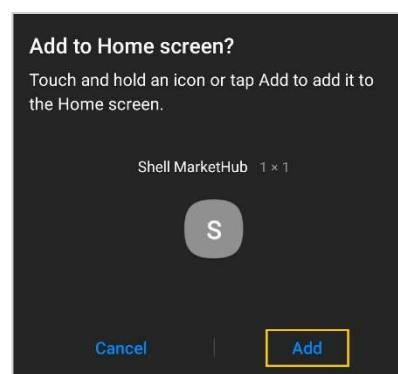 Add to Home screen?
Touch and hold an icon or tap Add to add it to
the Home screen.
Shell MarketHub 1 × 1
S
Cancel
Add